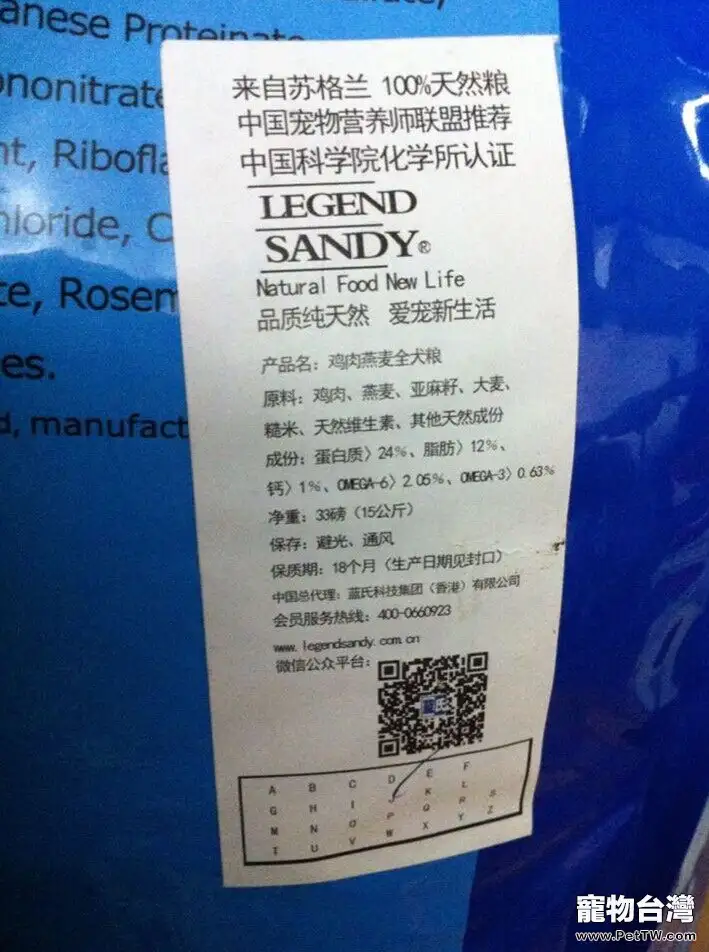 anese Proteinate
ononitrate
nt, Ribofla
hloride, C
te, Rosem
es.
d, manufact
来自苏格兰 100%天然粮
中国宠物营养师联盟推荐
中国科学院化学所认证
LEGEND
SANDY®
Natural Food New Life
品质纯天然 爱宠新生活
产品名：鸡肉燕麦全犬粮
原料：鸡肉、燕麦、亚麻籽、大麦、
糙米、天然维生素、其他天然成份
成份：蛋白质〉24%、脂肪〉12%、
钙〉1%、OMEGA-6〉2.05%、OMEGA-3〉0.63%
净重：33磅（15公斤）
保存：避光、通风
保质期：18个月（生产日期见封口）
中国总代理：蓝氏科技集团（香港）有限公司
会员服务热线：400-0660923
www.legendsandy.com.cn
微信公众平台：
蓝氏
A B C D E F
G H I J K L
M N O P Q R S
T U V W X Y Z
寵物台灣
www.PetTW.com